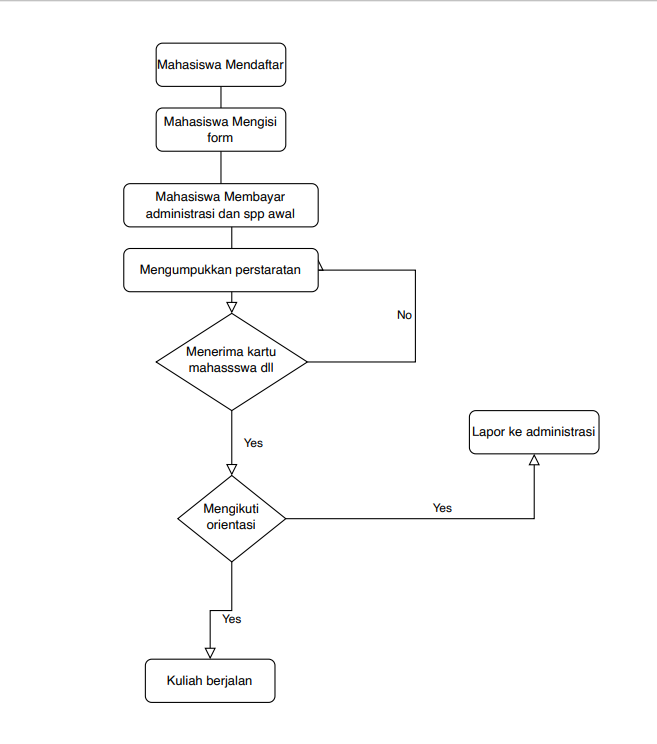 Mahasiswa Mendaftar
Mahasiswa Mengisi
form
Mahasiswa Membayar
administrasi dan spp awal
Mengumpukkan perstaratan
No
Menerima kartu
mahassswa dll
Yes
Lapor ke administrasi
Mengikuti
orientasi
Yes
Yes
Kuliah berjalan